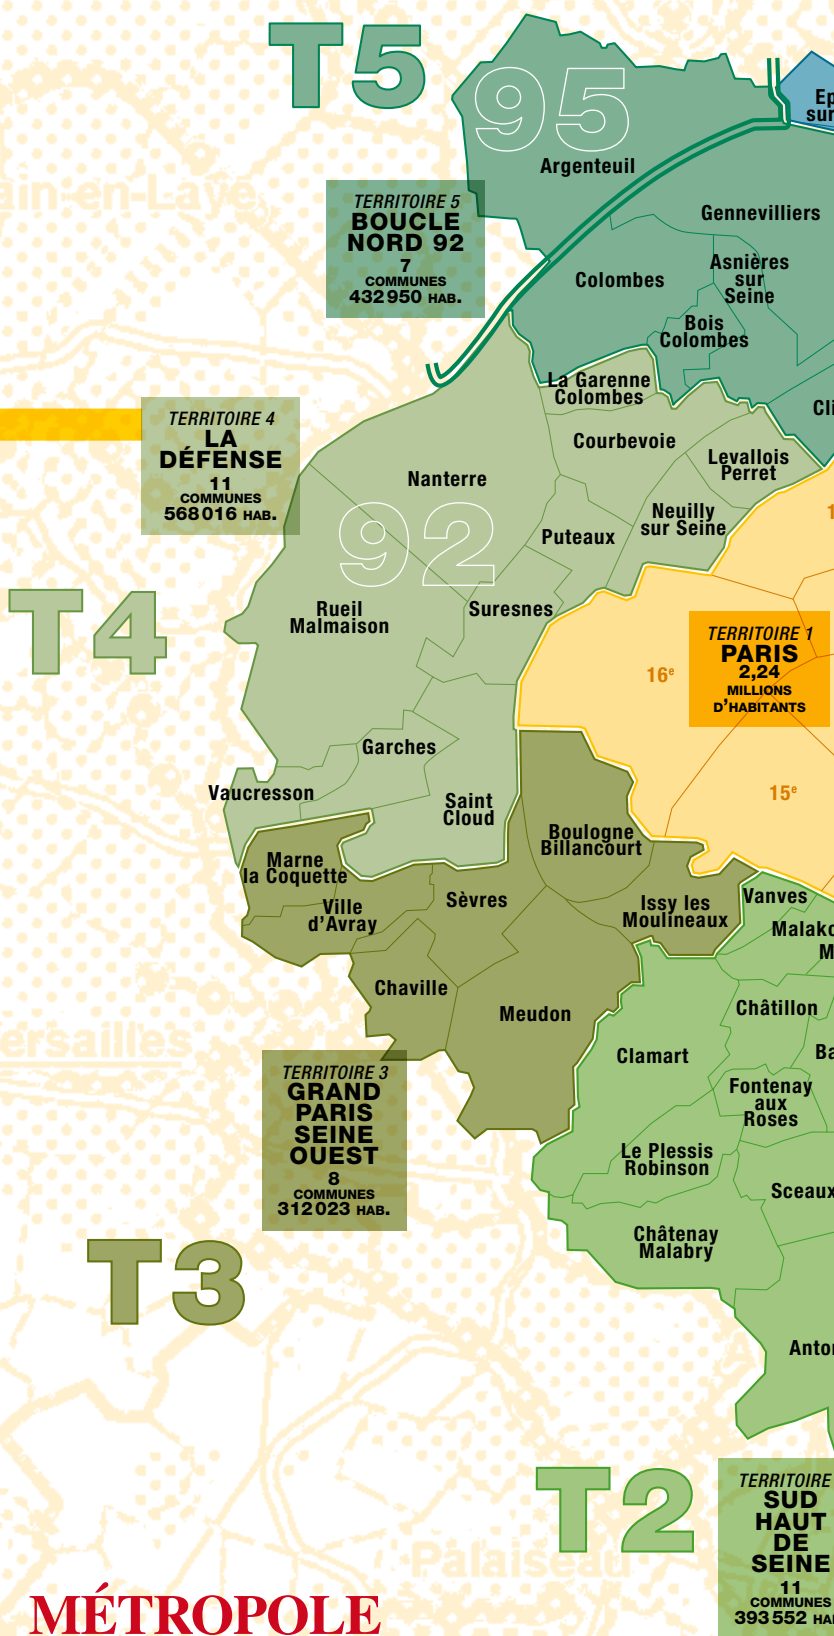 T5
95
Argenteuil
TERRITOIRE 5
BOUCLE
NORD 92
7
COMMUNES
432 950 HAB.
Gennevilliers
Colombes
Asnières
sur
Seine
Bois
Colombes
La Garenne
Colombes
TERRITOIRE 4
LA
DÉFENSE
11
COMMUNES
568 016 HAB.
Courbevoie
Levallois
Perret
Nanterre
92
Neuilly
sur Seine
Puteaux
T4
Rueil
Malmaison
Suresnes
TERRITOIRE 1
PARIS
2,24
MILLIONS
D'HABITANTS
16e
Garches
Vaucresson
Saint
Cloud
15e
Boulogne
Billancourt
Marne
la Coquette
Ville
d'Avray
Sèvres
Issy les
Moulineaux
Vanves
Chaville
Meudon
Châtillon
Clamart
ersailles
TERRITOIRE 3
GRAND
PARIS
SEINE
OUEST
8
COMMUNES
312 023 HAB.
Fontenay
aux
Roses
Le Plessis
Robinson
Sceaux
Châtenay
Malabry
T3
T2
TERRITOIRE
SUD
HAUT
DE
SEINE
11
COMMUNES
393 552
Palaiseau
MÉTROPOLE